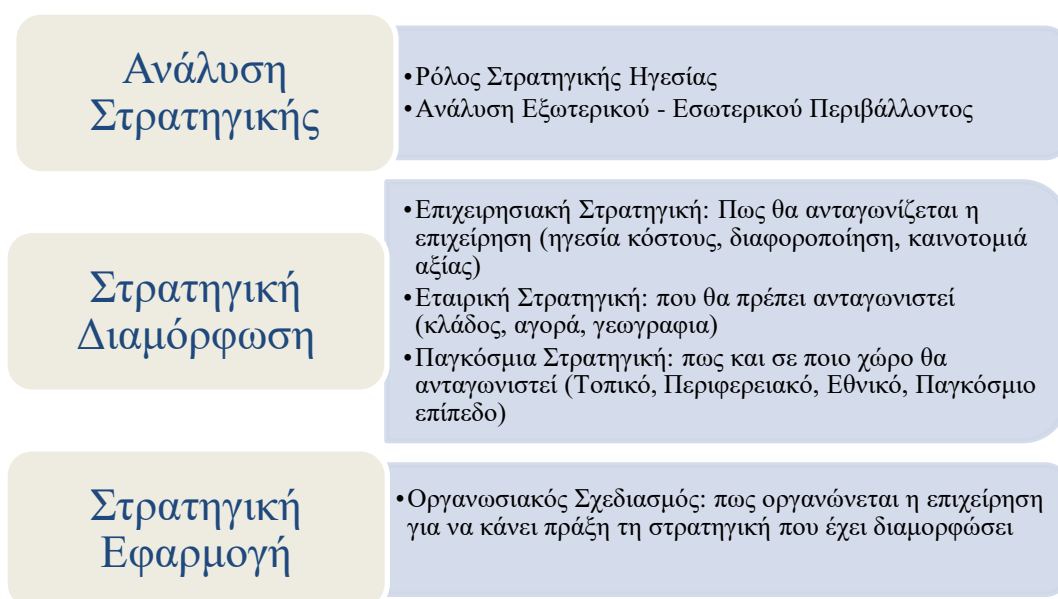 Ανάλυση
Στρατηγικής
•Ρόλος Στρατηγικής Ηγεσίας
•Ανάλυση Εξωτερικού - Εσωτερικού Περιβάλλοντος
Στρατηγική
Διαμόρφωση
•Επιχειρησιακή Στρατηγική: Πως θα ανταγωνίζεται η
επιχείρηση (ηγεσία κόστους, διαφοροποίηση, καινοτομιά
αξίας)
•Εταιρική Στρατηγική: που θα πρέπει ανταγωνιστεί
(κλάδος, αγορά, γεωγραφια)
•Παγκόσμια Στρατηγική: πως και σε ποιο χώρο θα
ανταγωνιστεί (Τοπικό, Περιφερειακό, Εθνικό, Παγκόσμιο
επίπεδο)
Στρατηγική
Εφαρμογή
•Οργανωσιακός Σχεδιασμός: πως οργανώνεται η επιχείρηση
για να κάνει πράξη τη στρατηγική που έχει διαμορφώσει